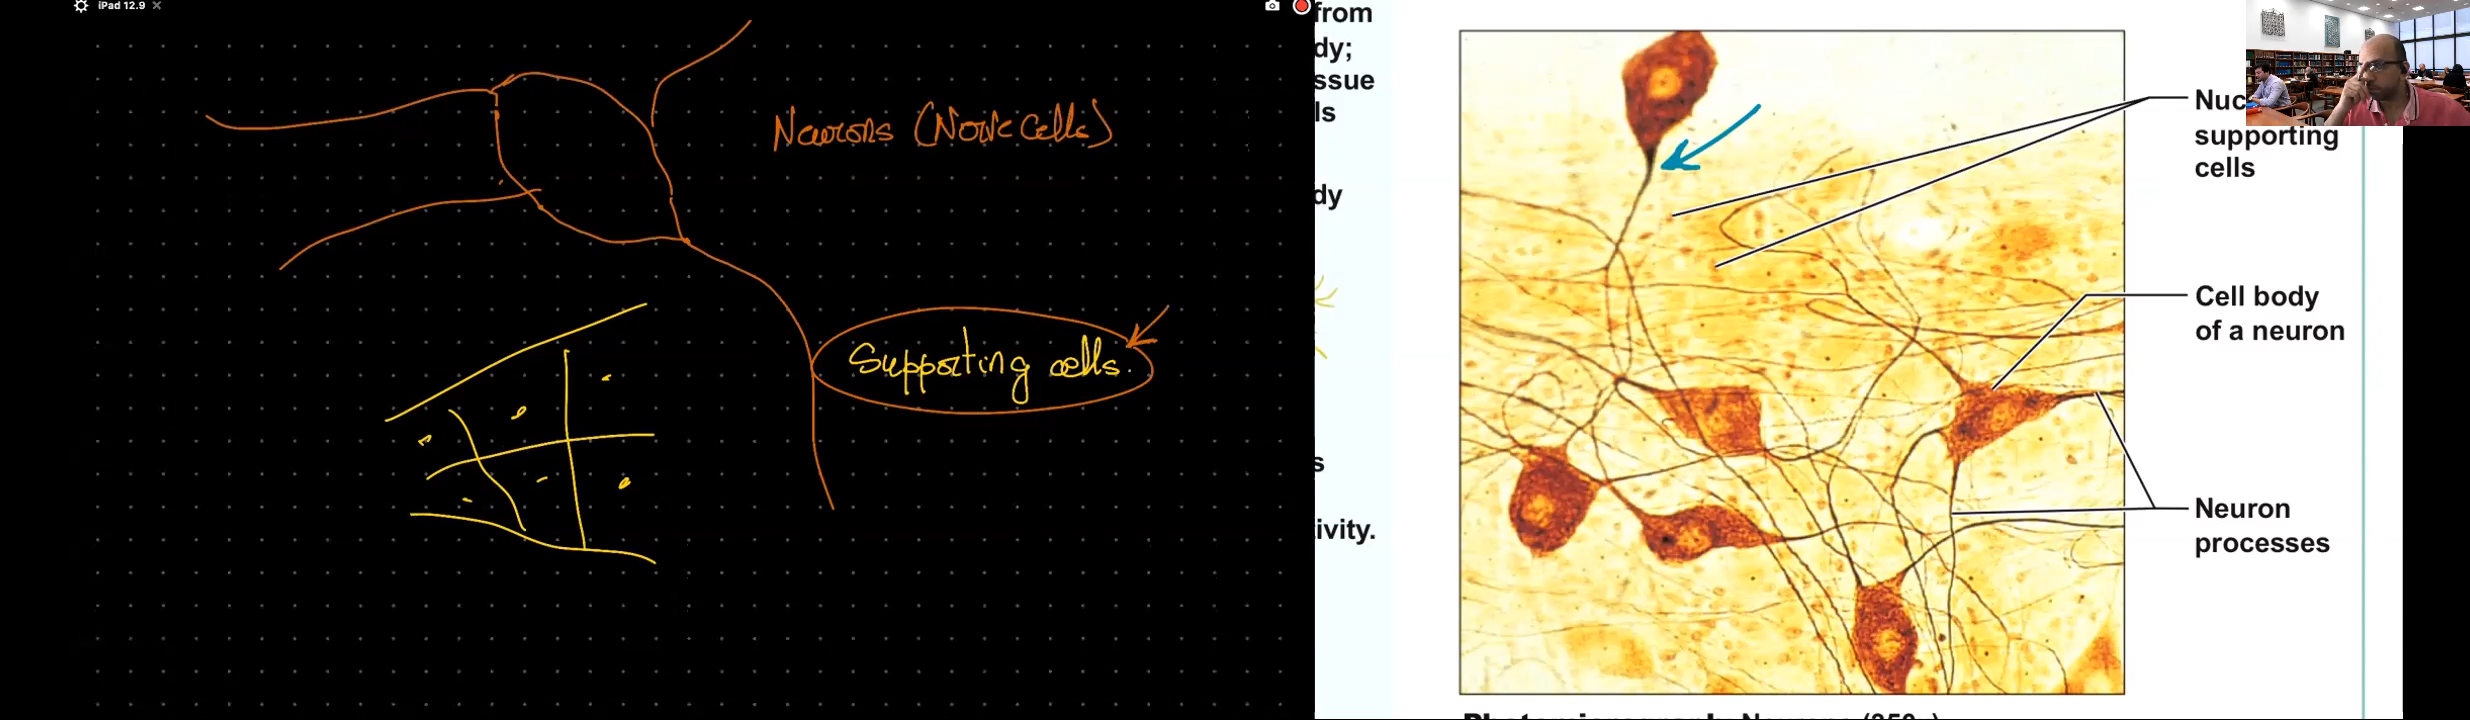 iPad 12.9
Neurons (Nerve cells)
Supporting cells.
from
dy;
ssue
ls
dy
s
tivity.
Nuc
supporting
cells
Cell body
of a neuron
Neuron
processes